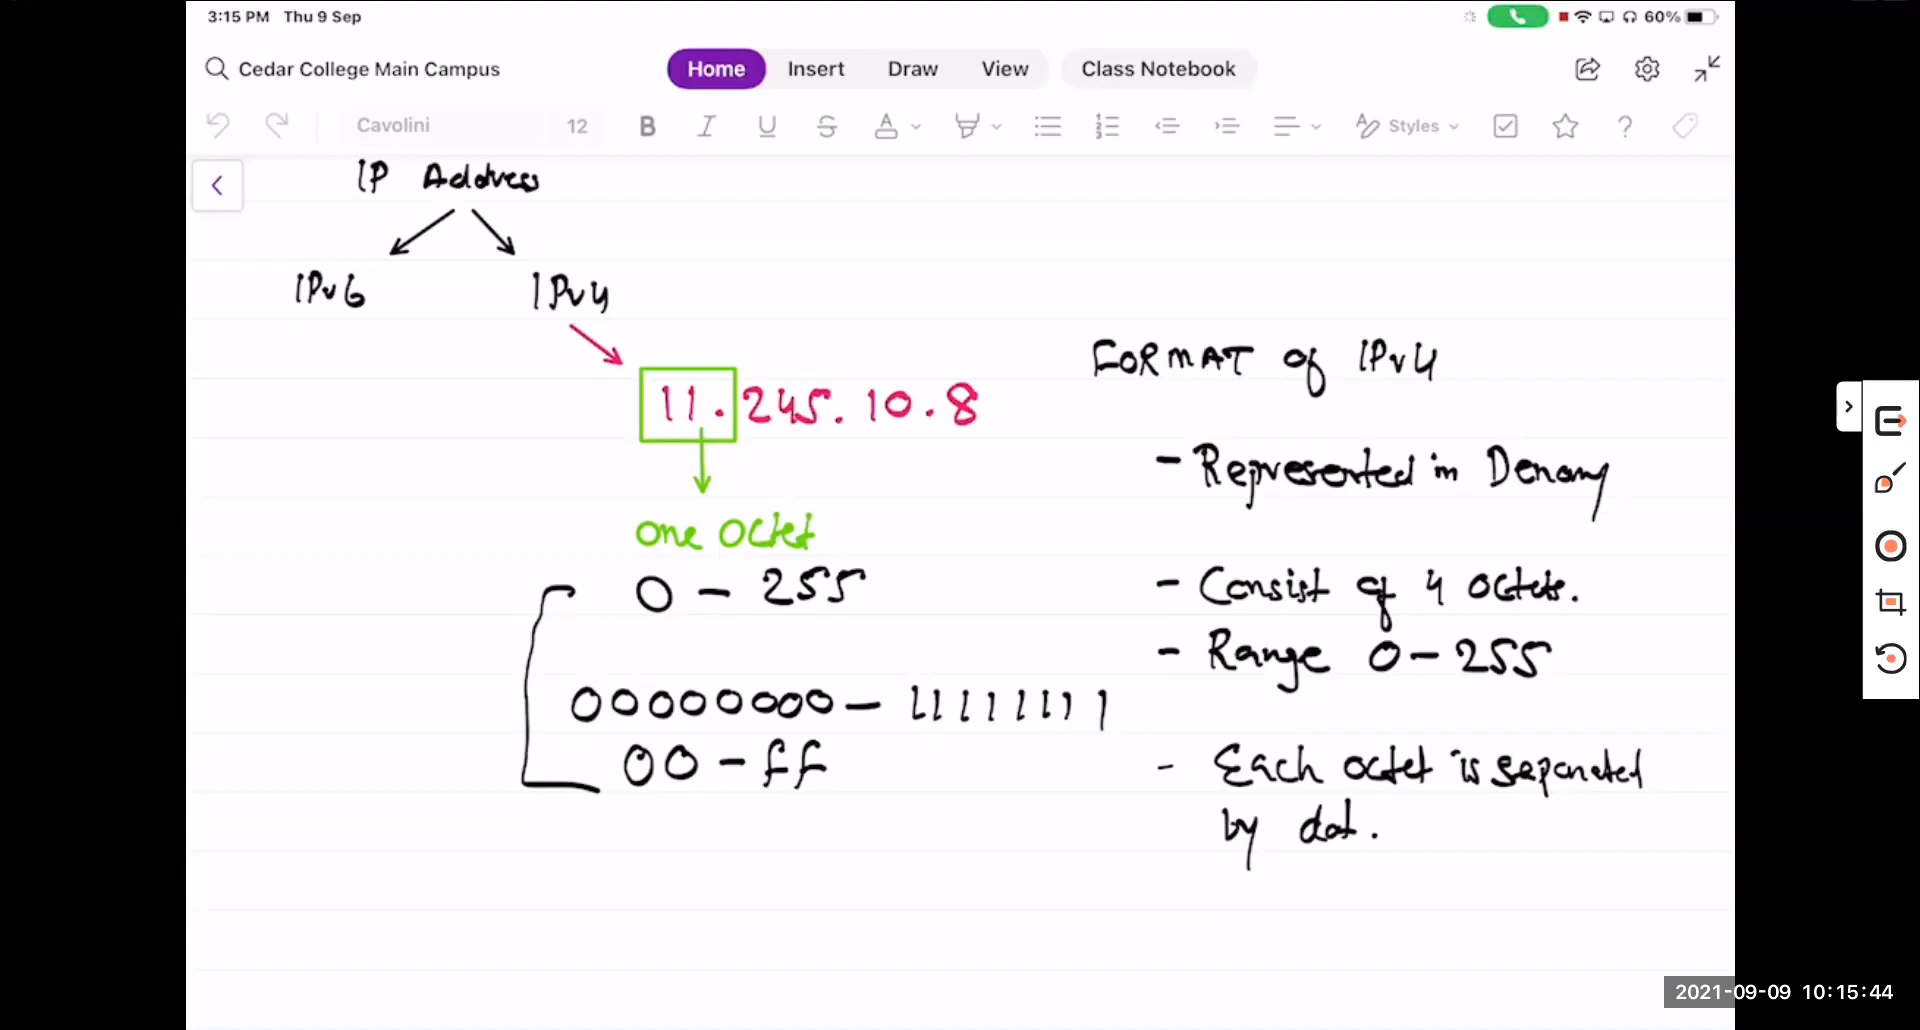 3:15 PM Thu 9 Sep
60%
Cedar College Main Campus
Home Insert Draw View Class Notebook
Cavolini 12 B I U S A Styles
IP Address
IPv6 IPv4
11.245.10.8
one octet
0 - 255
00000000 - 11111111
00 - ff
FORMAT of IPv4
- Represented in Denary
- Consist of 4 octets.
- Range 0 - 255
- Each octet is separated
by dot.
2021-09-09 10:15:44